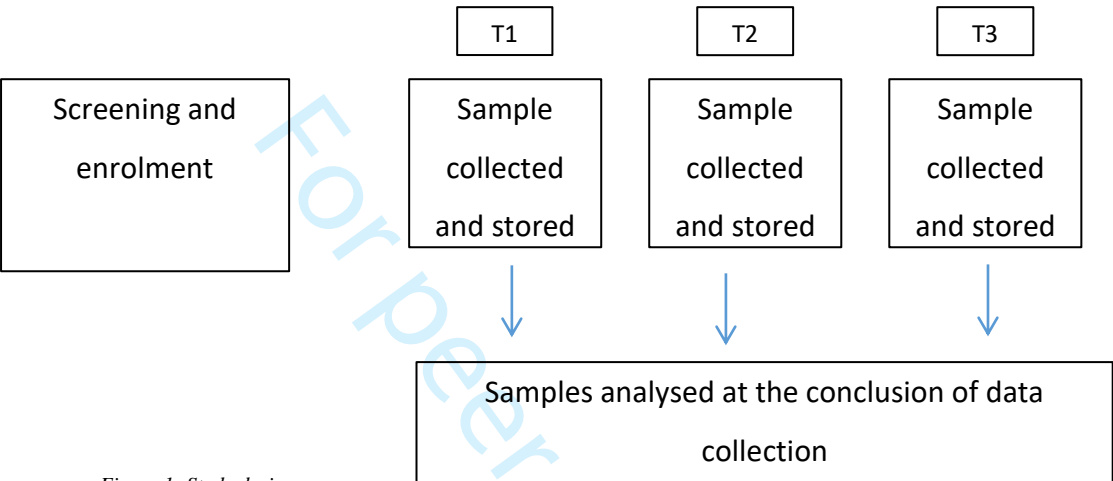 T1
T2
T3
Screening and
enrolment
Sample
collected
and stored
Sample
collected
and stored
Sample
collected
and stored
For peer
Samples analysed at the conclusion of data
collection